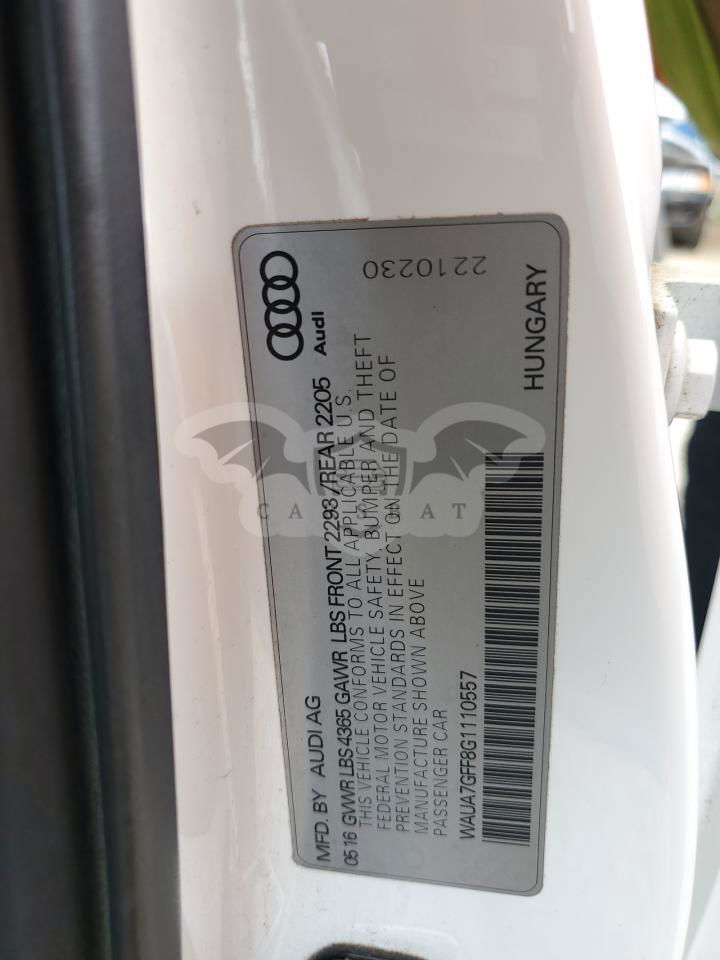 MFD. BY AUDI AG
Audi
05 16 GVWR LBS 4365 GAWR LBS FRONT 2293 /REAR 2205
THIS VEHICLE CONFORMS TO ALL APPLICABLE U.S.
FEDERAL MOTOR VEHICLE SAFETY, BUMPER AND THEFT
PREVENTION STANDARDS IN EFFECT ON THE DATE OF
MANUFACTURE SHOWN ABOVE
PASSENGER CAR
2210230
WAUA7GFF8G1110557
HUNGARY